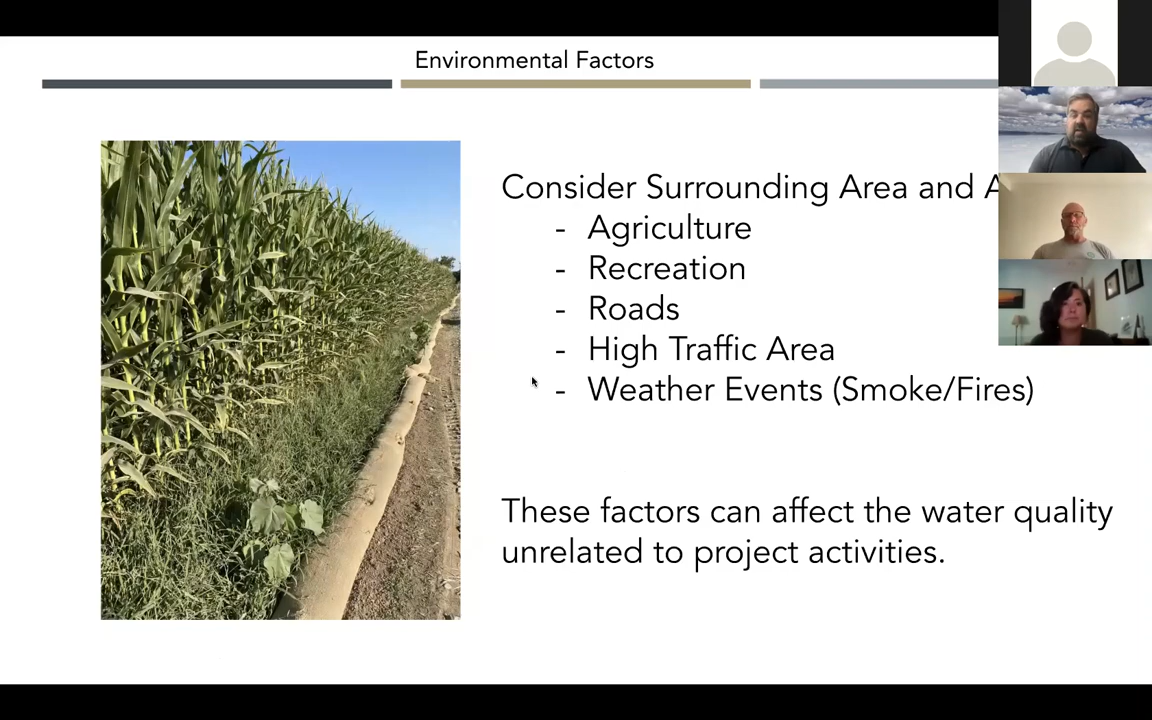 Environmental Factors
Consider Surrounding Area and
- Agriculture
- Recreation
- Roads
- High Traffic Area
- Weather Events (Smoke/Fires)
These factors can affect the water quality
unrelated to project activities.